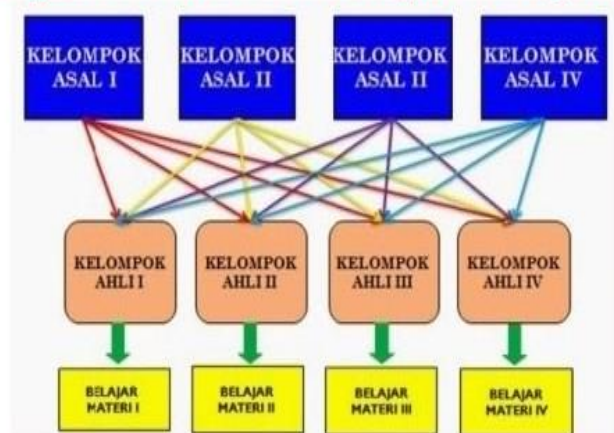 KELOMPOK
ASAL I
KELOMPOK
ASAL II
KELOMPOK
ASAL II
KELOMPOK
ASAL IV
KELOMPOK
AHLI I
KELOMPOK
AHLI II
KELOMPOK
AHLI III
KELOMPOK
AHLI IV
BELAJAR
MATERI I
BELAJAR
MATERI II
BELAJAR
MATERI III
BELAJAR
MATERI IV